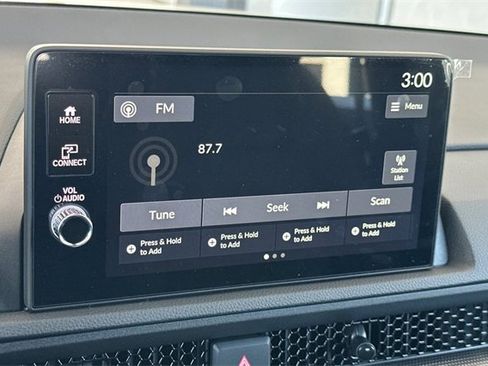 3:00
HOME
FM
Menu
87.7
CONNECT
Station
List
VOL
AUDIO
Tune
Seek
Scan
Press & Hold
to Add
Press & Hold
to Add
Press & Hold
to Add
Press & Hold
to Add